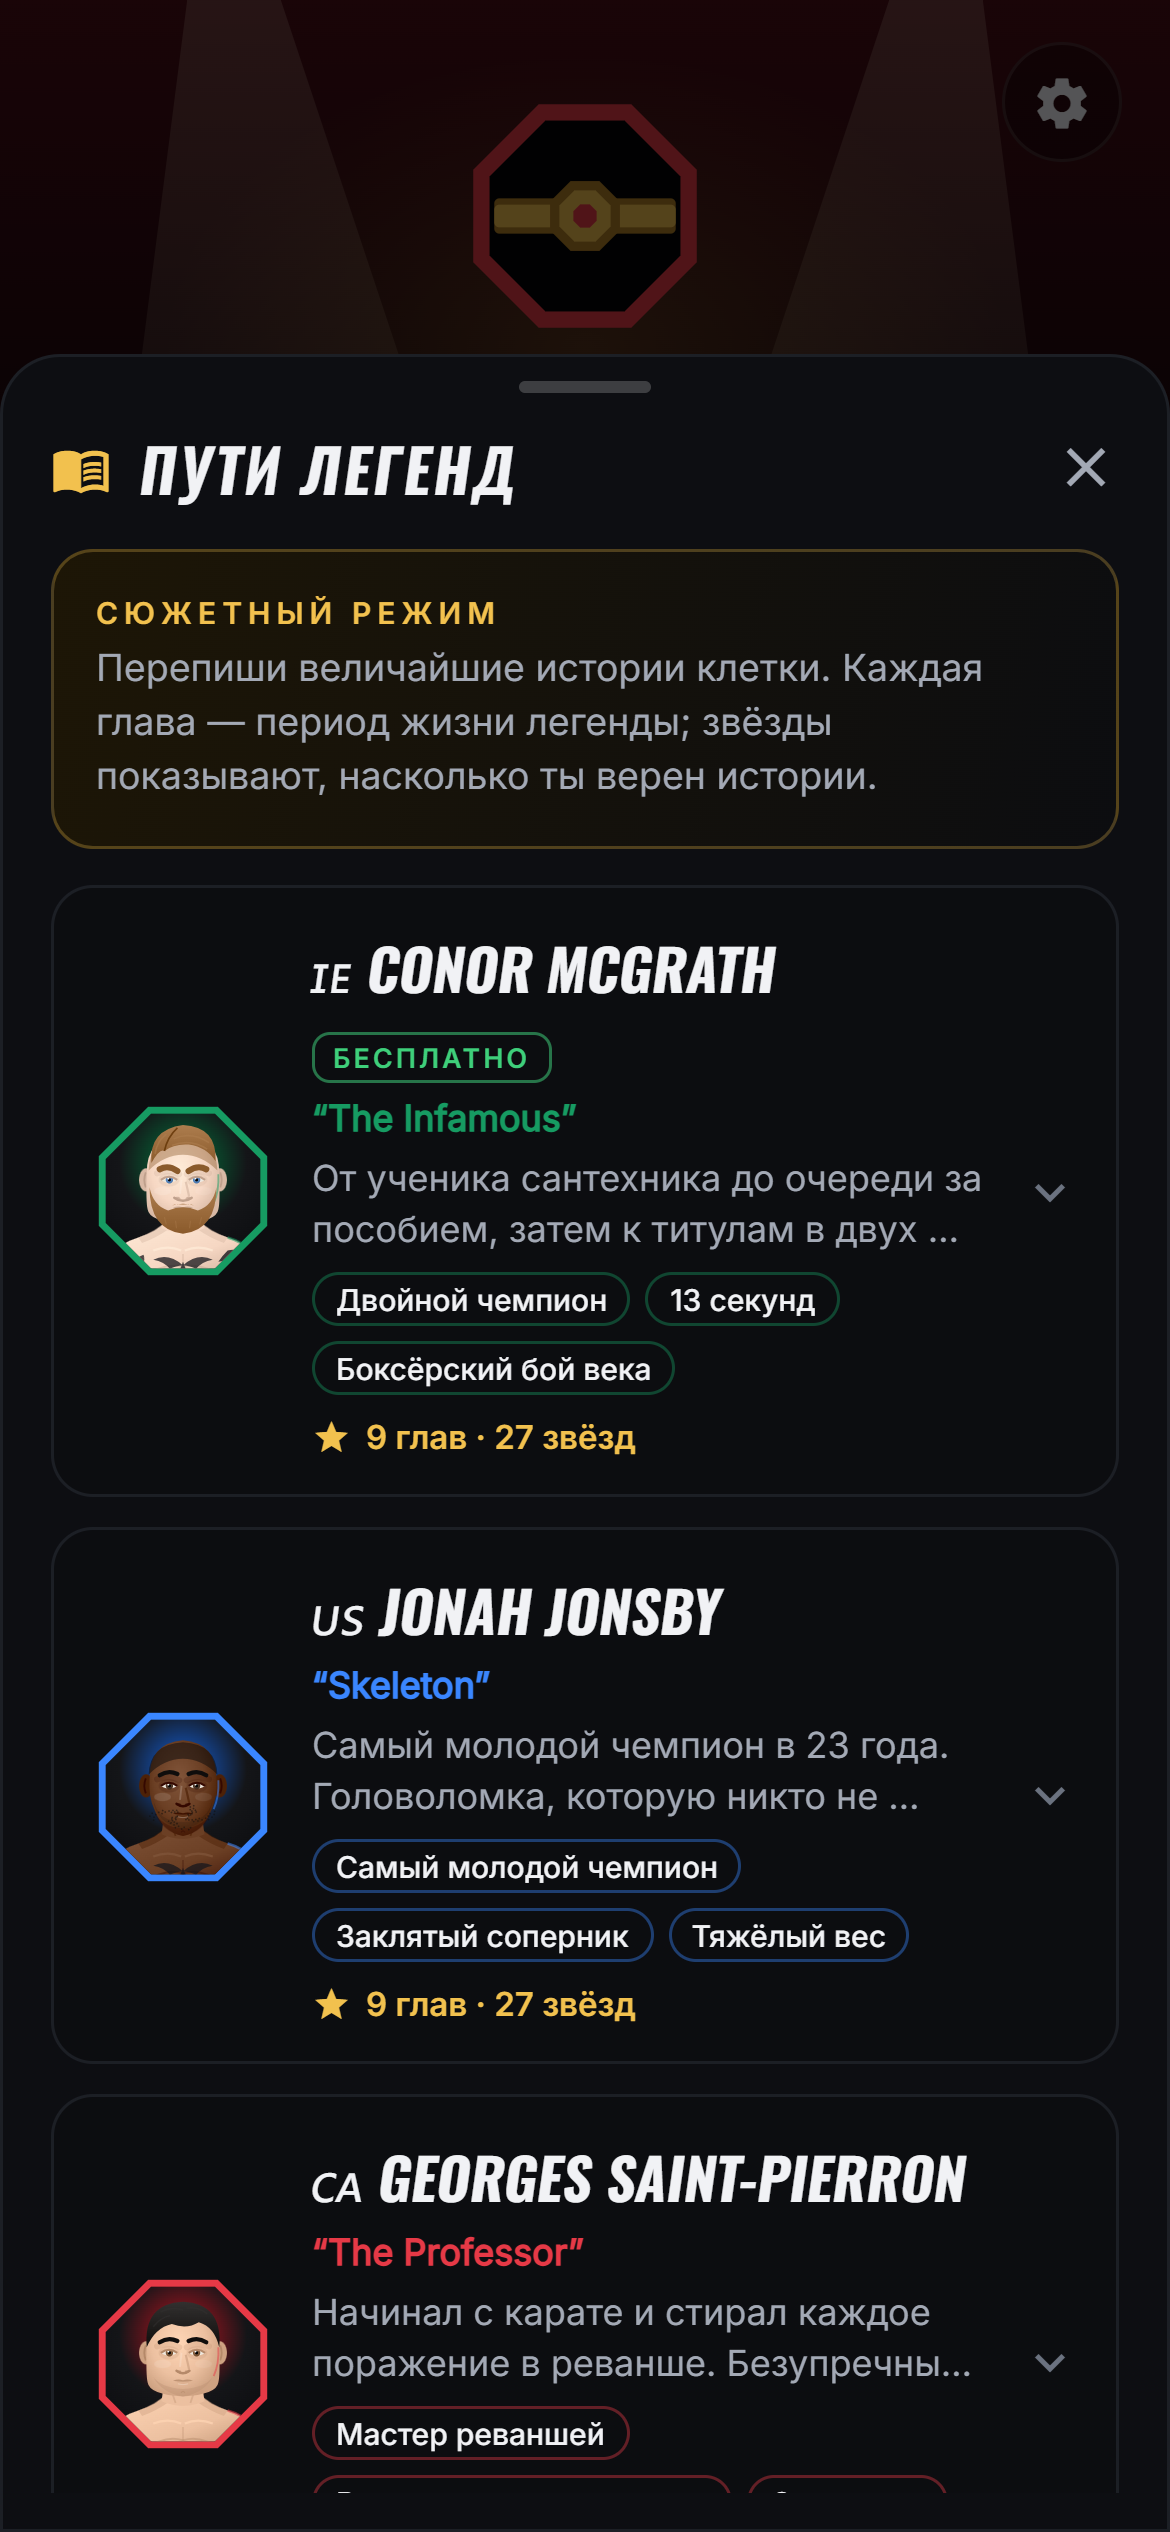 ПУТИ ЛЕГЕНД
СЮЖЕТНЫЙ РЕЖИМ
Перепиши величайшие истории клетки. Каждая
глава — период жизни легенды; звёзды
показывают, насколько ты верен истории.
IE CONOR MCGRATH
БЕСПЛАТНО
“The Infamous”
От ученика сантехника до очереди за
пособием, затем к титулам в двух ...
Двойной чемпион 13 секунд
Боксёрский бой века
9 глав · 27 звёзд
US JONAH JONSBY
“Skeleton”
Самый молодой чемпион в 23 года.
Головоломка, которую никто не ...
Самый молодой чемпион
Заклятый соперник Тяжёлый вес
9 глав · 27 звёзд
CA GEORGES SAINT-PIERRON
“The Professor”
Начинал с карате и стирал каждое
поражение в реванше. Безупречны...
Мастер реваншей